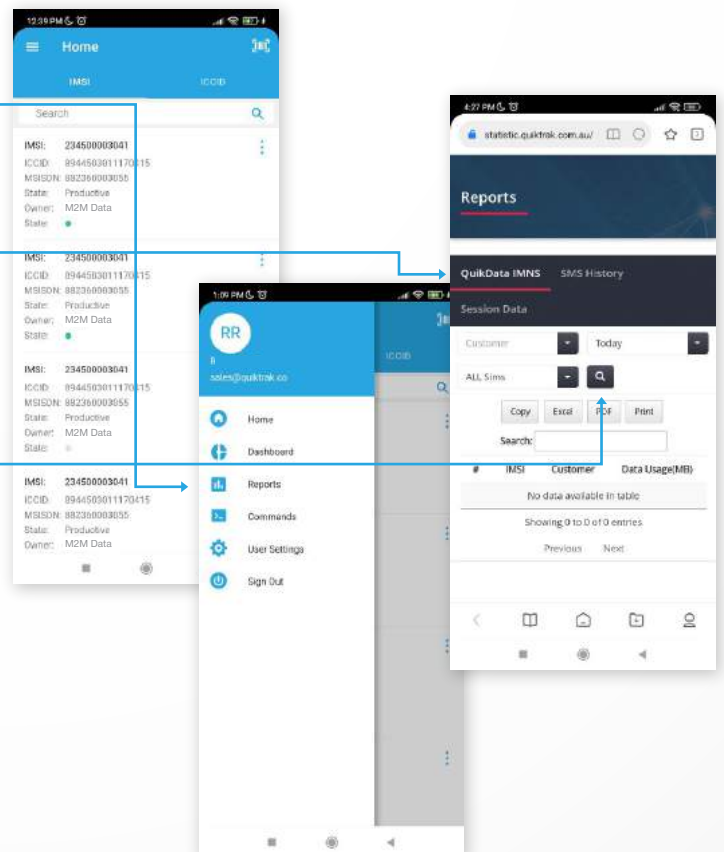 12:39 PM
Home
IMSI ICCID
Search
IMSI: 234500003041
ICCID: 8944503011170415
MSISDN: 882360003055
State: Productive
Owner: M2M Data
State:
IMSI: 234500003041
ICCID: 8944503011170415
MSISDN: 882360003055
State: Productive
Owner: M2M Data
State:
IMSI: 234500003041
ICCID: 8944503011170415
MSISDN: 882360003055
State: Productive
Owner: M2M Data
State:
IMSI: 234500003041
ICCID: 8944503011170415
MSISDN: 882360003055
State: Productive
Owner: M2M Data
1:09 PM
RR
R
sales@quiktrak.co
ICCID
Home
Dashboard
Reports
Commands
User Settings
Sign Out
4:27 PM
statistic.quiktrak.com.au/
Reports
QuikData IMNS SMS History
Session Data
Customer Today
ALL Sims
Copy Excel PDF Print
Search:
# IMSI Customer Data Usage(MB)
No data available in table
Showing 0 to 0 of 0 entries
Previous Next